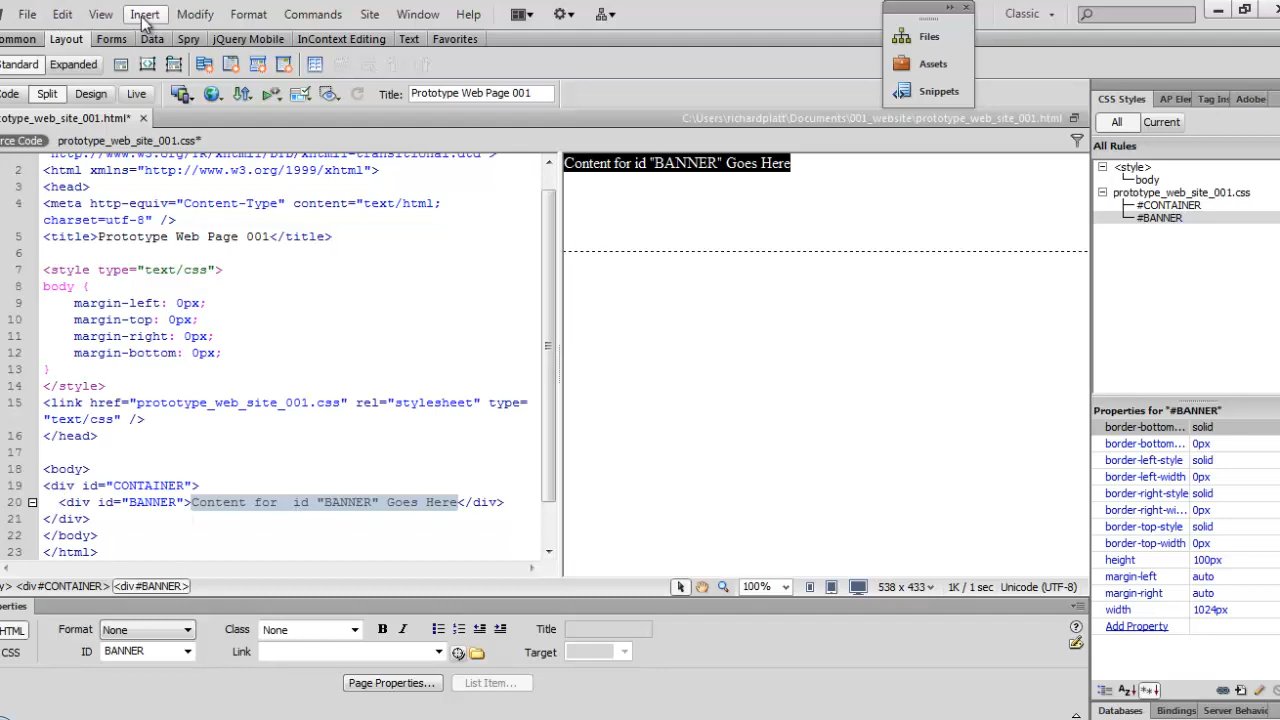 File Edit View Insert Modify Format Commands Site Window Help Classic
ommon Layout Forms Data Spry jQuery Mobile InContext Editing Text Favorites
Files
Assets
Snippets
Standard Expanded
ode Split Design Live Title: Prototype Web Page 001
totype_web_site_001.html* C:\Users\richardplatt\Documents\001_website\prototype_web_site_001.html
rce Code prototype_web_site_001.css*
2 <html xmlns="http://www.w3.org/1999/xhtml">
3 <head>
4 <meta http-equiv="Content-Type" content="text/html;
charset=utf-8" />
5 <title>Prototype Web Page 001</title>
6
7 <style type="text/css">
8 body {
9 margin-left: 0px;
10 margin-top: 0px;
11 margin-right: 0px;
12 margin-bottom: 0px;
13 }
14 </style>
15 <link href="prototype_web_site_001.css" rel="stylesheet" type=
"text/css" />
16 </head>
17
18 <body>
19 <div id="CONTAINER">
20 <div id="BANNER">Content for id "BANNER" Goes Here</div>
21 </div>
22 </body>
23 </html>
Content for id "BANNER" Goes Here
y> <div#CONTAINER> <div#BANNER> 100% 538 x 433 1K / 1 sec Unicode (UTF-8)
operties
HTML Format None Class None B I Title
CSS ID BANNER Link Target
Page Properties... List Item...
CSS Styles AP Eler Tag Ins Adobe
All Current
All Rules
<style>
body
prototype_web_site_001.css
#CONTAINER
#BANNER
Properties for "#BANNER"
border-bottom... solid
border-bottom... 0px
border-left-style solid
border-left-width 0px
border-right-style solid
border-right-wi... 0px
border-top-style solid
border-top-width 0px
height 100px
margin-left auto
margin-right auto
width 1024px
Add Property
Databases Bindings Server Behavio